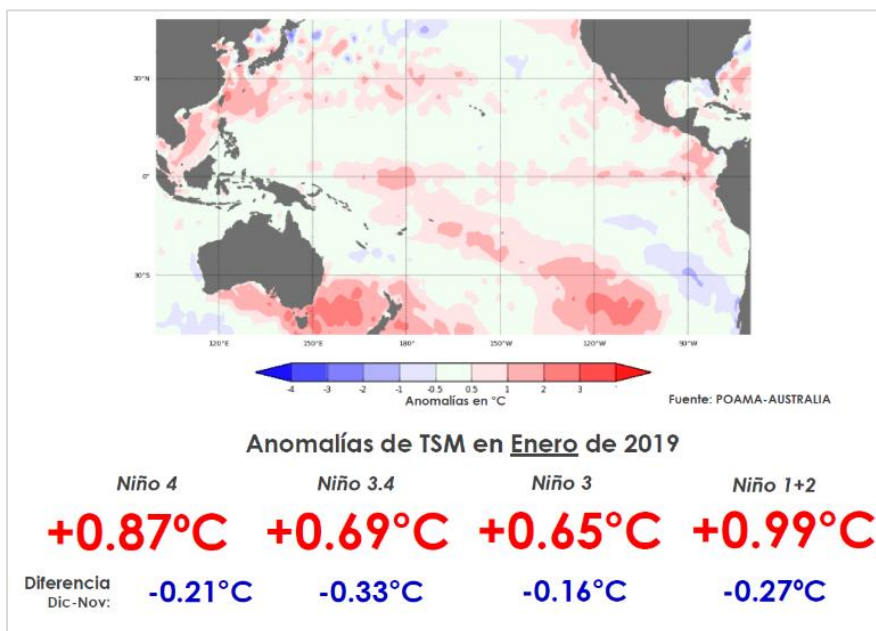 30°N
0°
30°S
120°E 150°E 180° 150°W 120°W 90°W
-4 -3 -2 -1 -0.5 0.5 1 2 3
Anomalías en °C
Fuente: POAMA-AUSTRALIA
Anomalías de TSM en Enero de 2019
Niño 4 Niño 3.4 Niño 3 Niño 1+2
+0.87ºC +0.69°C +0.65°C +0.99°C
Diferencia
Dic-Nov: -0.21°C -0.33°C -0.16°C -0.27ºC